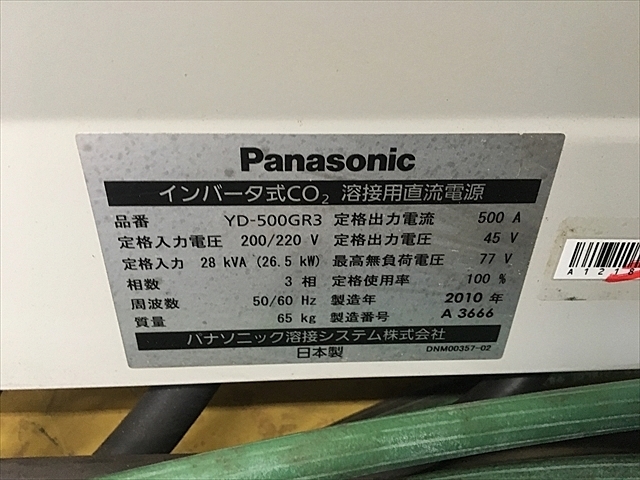 Panasonic
インバータ式CO₂ 溶接用直流電源
品番 YD-500GR3 定格出力電流 500 A
定格入力電圧 200/220 V 定格出力電圧 45 V
定格入力 28 kVA (26.5 kW) 最高無負荷電圧 77 V
相数 3 相 定格使用率 100 %
周波数 50/60 Hz 製造年 2010 年
質量 65 kg 製造番号 A 3666
パナソニック溶接システム株式会社
日本製 DNM00357-02